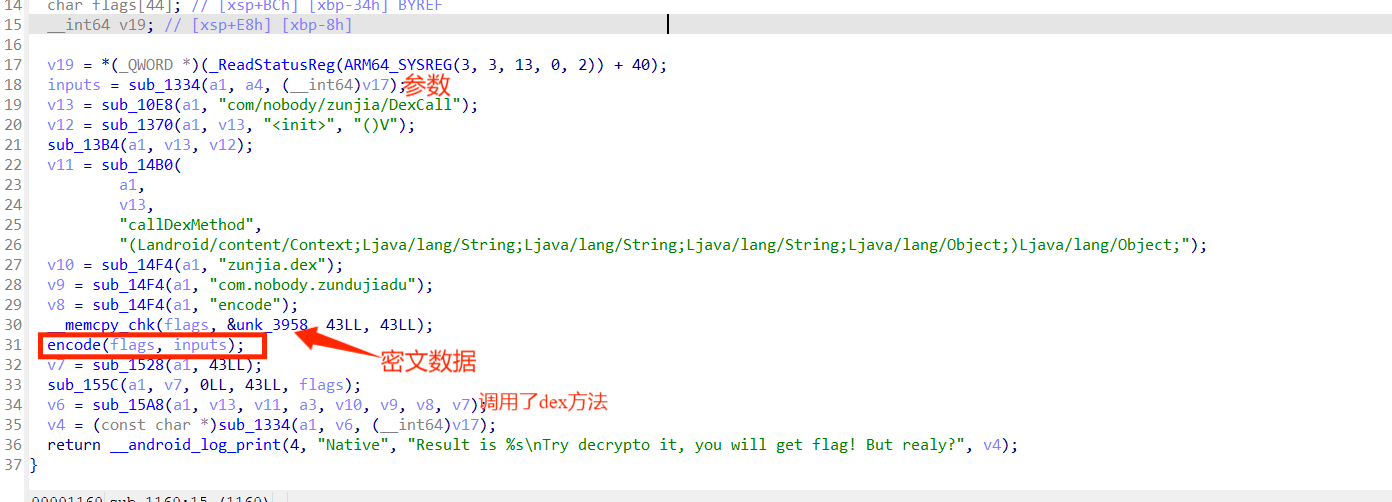 14 char flags[44]; // [xsp+BCh] [xbp-34h] BYREF
15 __int64 v19; // [xsp+E8h] [xbp-8h]
16
17 v19 = *(_QWORD *)(_ReadStatusReg(ARM64_SYSREG(3, 3, 13, 0, 2)) + 40);
18 inputs = sub_1334(a1, a4, (__int64)v17);参数
19 v13 = sub_10E8(a1, "com/nobody/zunjia/DexCall");
20 v12 = sub_1370(a1, v13, "<init>", "()V");
21 sub_13B4(a1, v13, v12);
22 v11 = sub_14B0(
23 a1,
24 v13,
25 "callDexMethod",
26 "(Landroid/content/Context;Ljava/lang/String;Ljava/lang/String;Ljava/lang/String;Ljava/lang/Object;)Ljava/lang/Object;");
27 v10 = sub_14F4(a1, "zunjia.dex");
28 v9 = sub_14F4(a1, "com.nobody.zundujiadu");
29 v8 = sub_14F4(a1, "encode");
30 __memcpy_chk(flags, &unk_3958, 43LL, 43LL);
31 encode(flags, inputs);
密文数据
32 v7 = sub_1528(a1, 43LL);
33 sub_155C(a1, v7, 0LL, 43LL, flags);
34 v6 = sub_15A8(a1, v13, v11, a3, v10, v9, v8, v7);调用了dex方法
35 v4 = (const char *)sub_1334(a1, v6, (__int64)v17);
36 return __android_log_print(4, "Native", "Result is %s\nTry decrypto it, you will get flag! But realy?", v4);
37 }